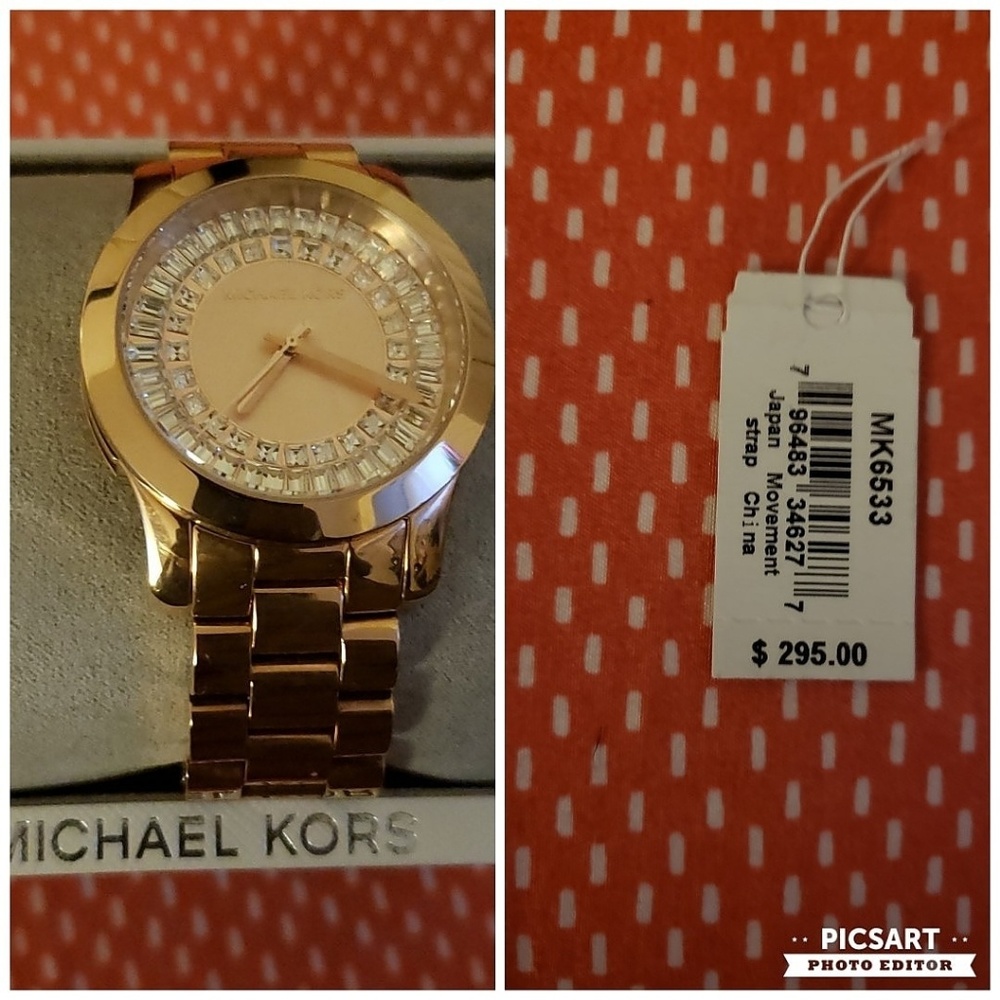 MICHAEL KORS
MICHAEL KORS
MK6533
7 96483 34627 7
Japan Movement
strap China
$ 295.00
PICSART
PHOTO EDITOR